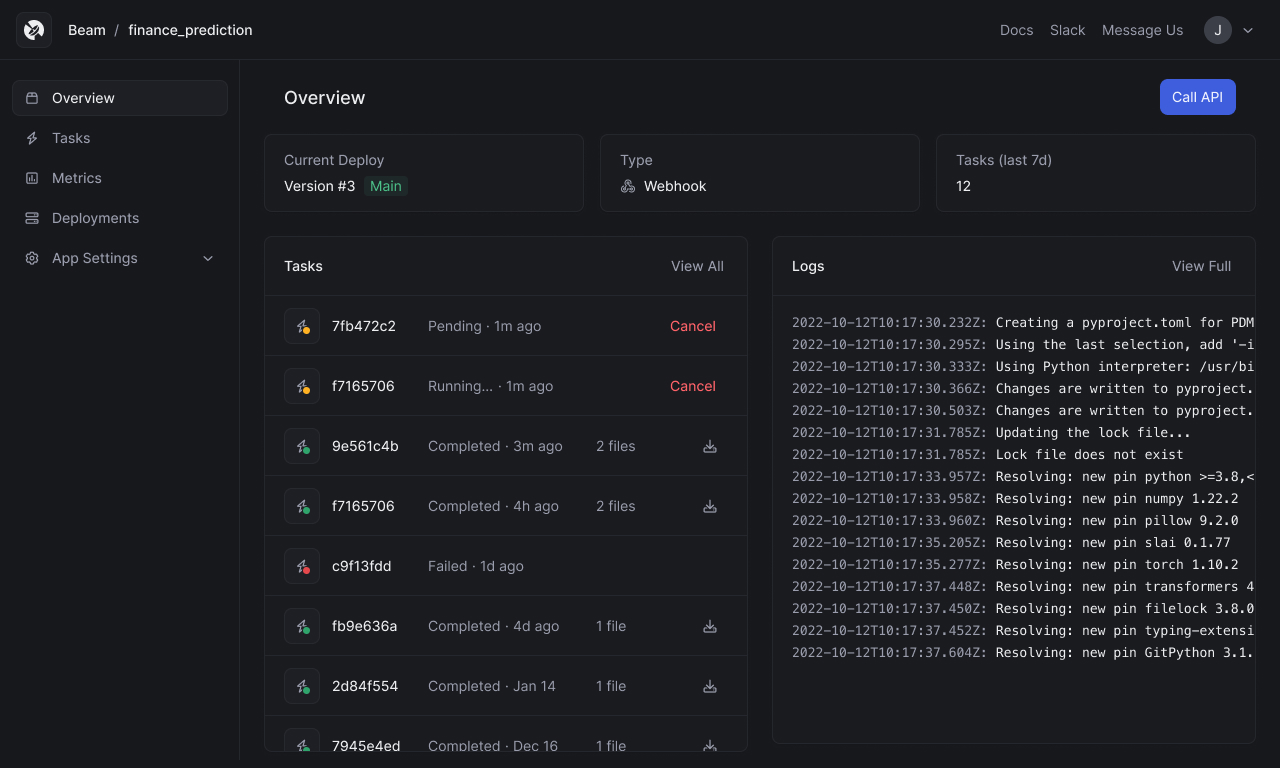 Beam / finance_prediction
Docs Slack Message Us J
Overview
Tasks
Metrics
Deployments
App Settings
Overview
Call API
Current Deploy
Version #3 Main
Type
Webhook
Tasks (last 7d)
12
Tasks View All
7fb472c2 Pending · 1m ago Cancel
f7165706 Running... · 1m ago Cancel
9e561c4b Completed · 3m ago 2 files
f7165706 Completed · 4h ago 2 files
c9f13fdd Failed · 1d ago
fb9e636a Completed · 4d ago 1 file
2d84f554 Completed · Jan 14 1 file
7945e4ed Completed · Dec 16 1 file
Logs View Full
2022-10-12T10:17:30.232Z: Creating a pyproject.toml for PDM
2022-10-12T10:17:30.295Z: Using the last selection, add '-i
2022-10-12T10:17:30.333Z: Using Python interpreter: /usr/bi
2022-10-12T10:17:30.366Z: Changes are written to pyproject.
2022-10-12T10:17:30.503Z: Changes are written to pyproject.
2022-10-12T10:17:31.785Z: Updating the lock file...
2022-10-12T10:17:31.785Z: Lock file does not exist
2022-10-12T10:17:33.957Z: Resolving: new pin python >=3.8,<
2022-10-12T10:17:33.958Z: Resolving: new pin numpy 1.22.2
2022-10-12T10:17:33.960Z: Resolving: new pin pillow 9.2.0
2022-10-12T10:17:35.205Z: Resolving: new pin slai 0.1.77
2022-10-12T10:17:35.277Z: Resolving: new pin torch 1.10.2
2022-10-12T10:17:37.448Z: Resolving: new pin transformers 4
2022-10-12T10:17:37.450Z: Resolving: new pin filelock 3.8.0
2022-10-12T10:17:37.452Z: Resolving: new pin typing-extensi
2022-10-12T10:17:37.604Z: Resolving: new pin GitPython 3.1.